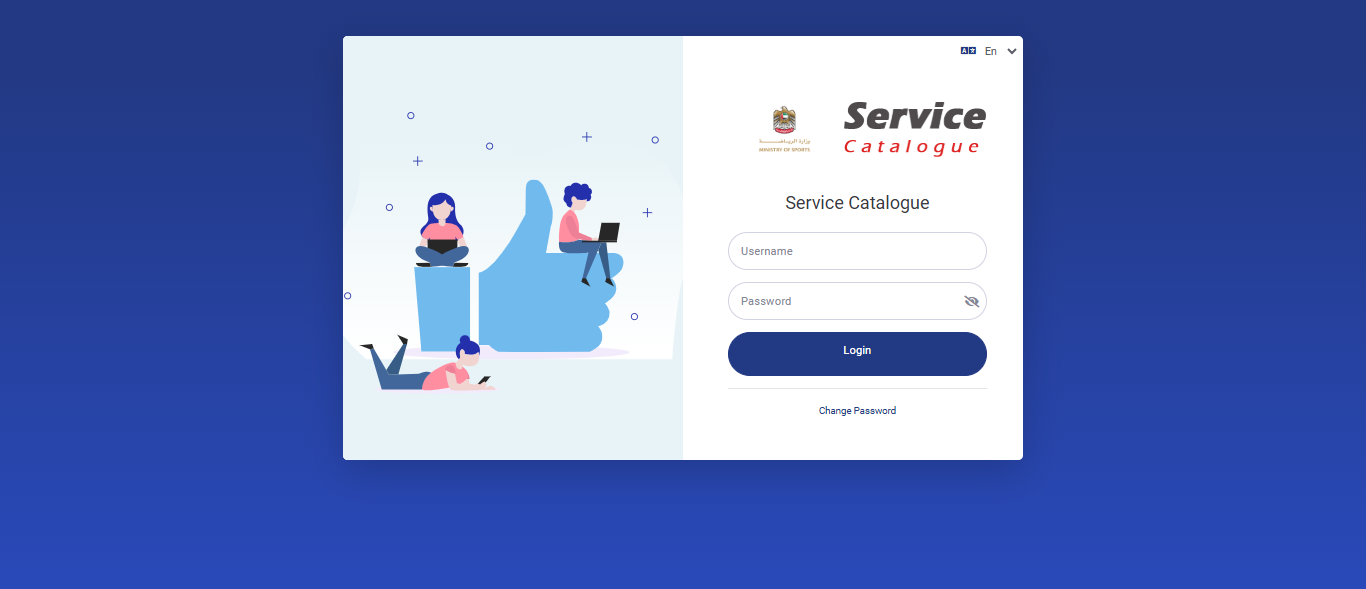 En
وزارة الرياضة
MINISTRY OF SPORTS
Service
Catalogue
Service Catalogue
Username
Password
Login
Change Password